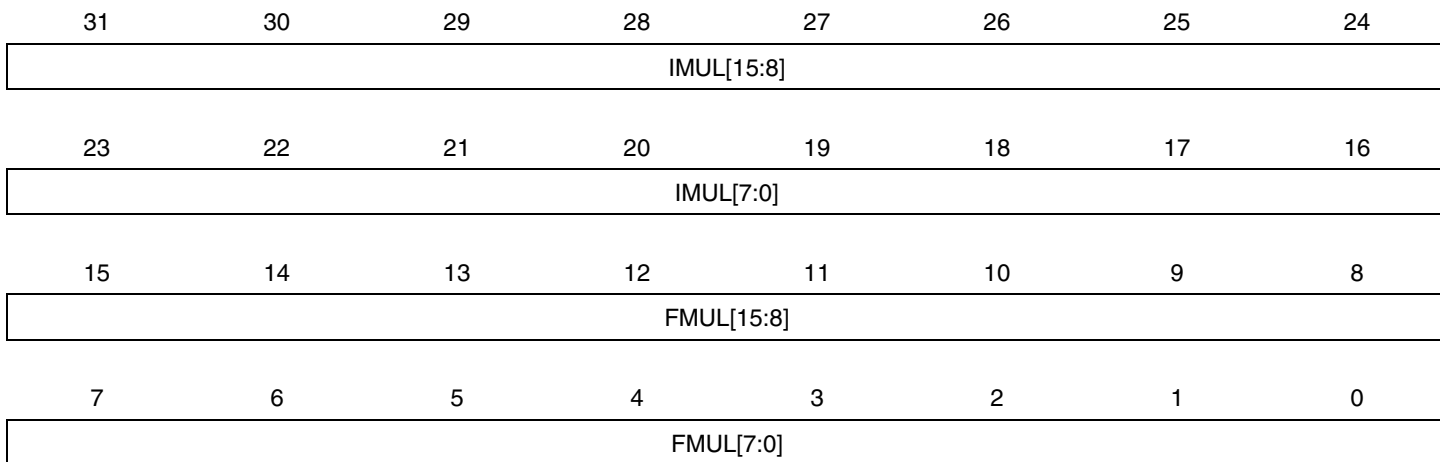 31 30 29 28 27 26 25 24
IMUL[15:8]
23 22 21 20 19 18 17 16
IMUL[7:0]
15 14 13 12 11 10 9 8
FMUL[15:8]
7 6 5 4 3 2 1 0
FMUL[7:0]